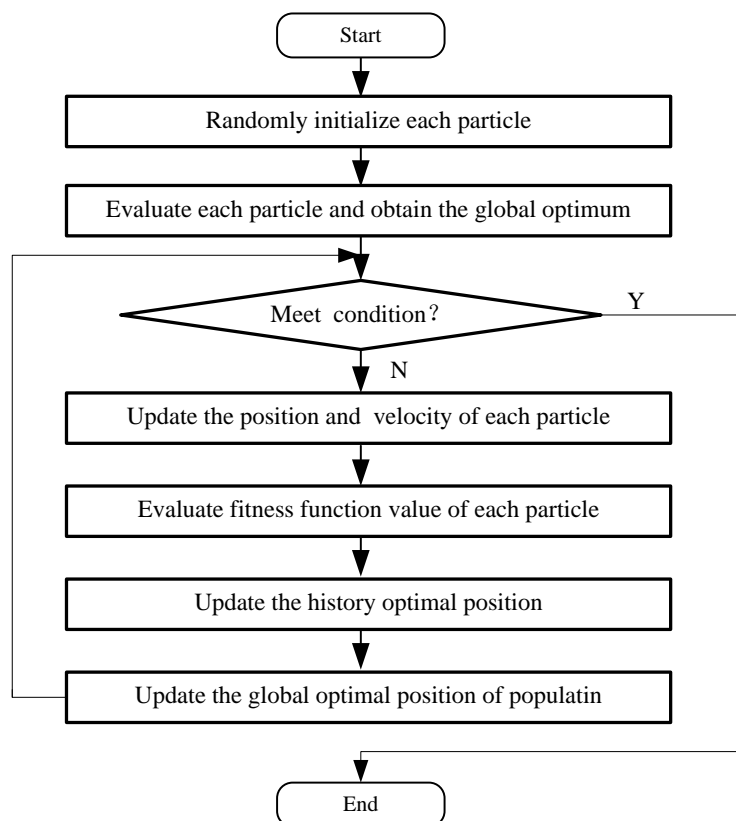 Start
Randomly initialize each particle
Evaluate each particle and obtain the global optimum
Meet condition？
Y
N
Update the position and velocity of each particle
Evaluate fitness function value of each particle
Update the history optimal position
Update the global optimal position of populatin
End